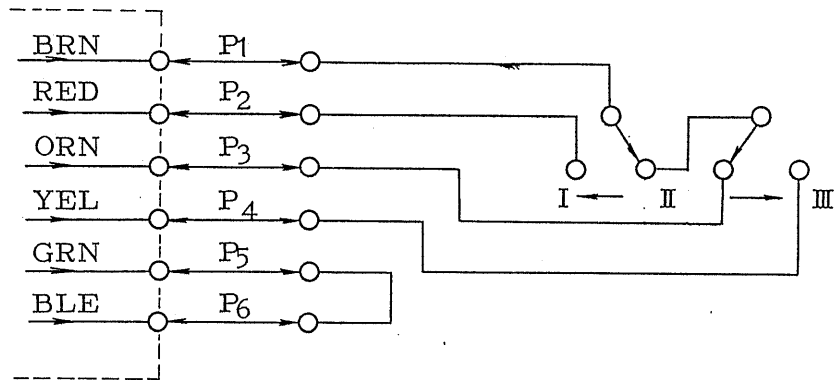 BRN P1
RED P2
ORN P3
YEL P4 I II III
GRN P5
BLE P6